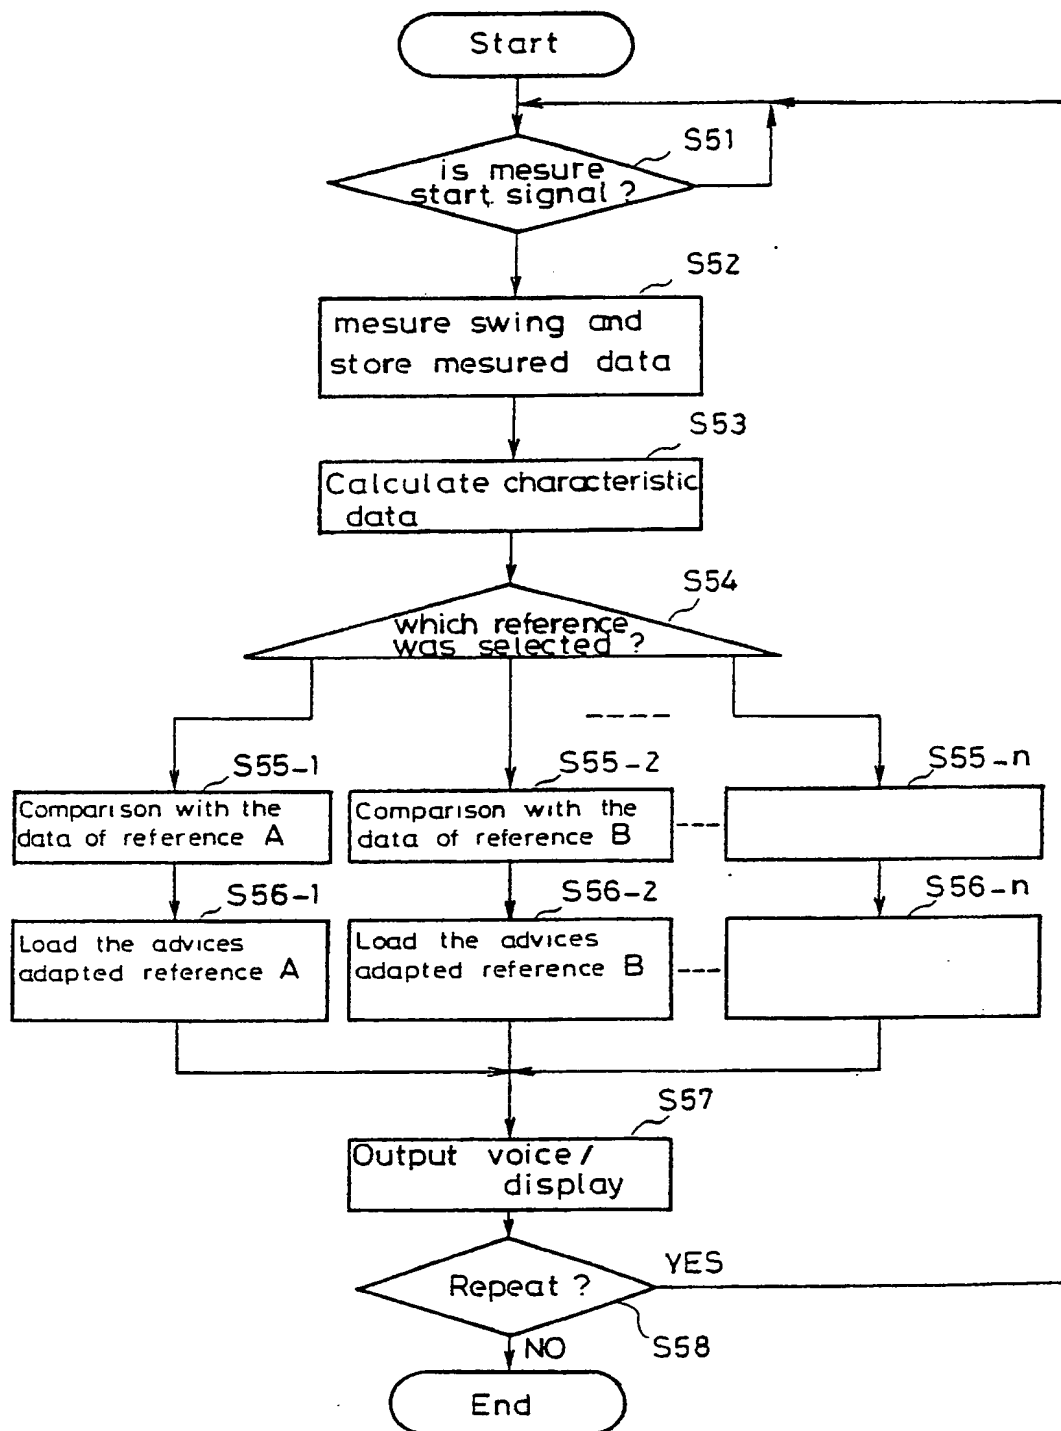 Start
S51
is mesure
start signal ?
S52
mesure swing and
store mesured data
S53
Calculate characteristic
data
S54
which reference
was selected ?
S55-1
S55-2
S55-n
Comparison with the
data of reference A
Comparison with the
data of reference B
S56-1
S56-2
S56-n
Load the advices
adapted reference A
Load the advices
adapted reference B
S57
Output voice /
display
YES
Repeat ?
S58
NO
End